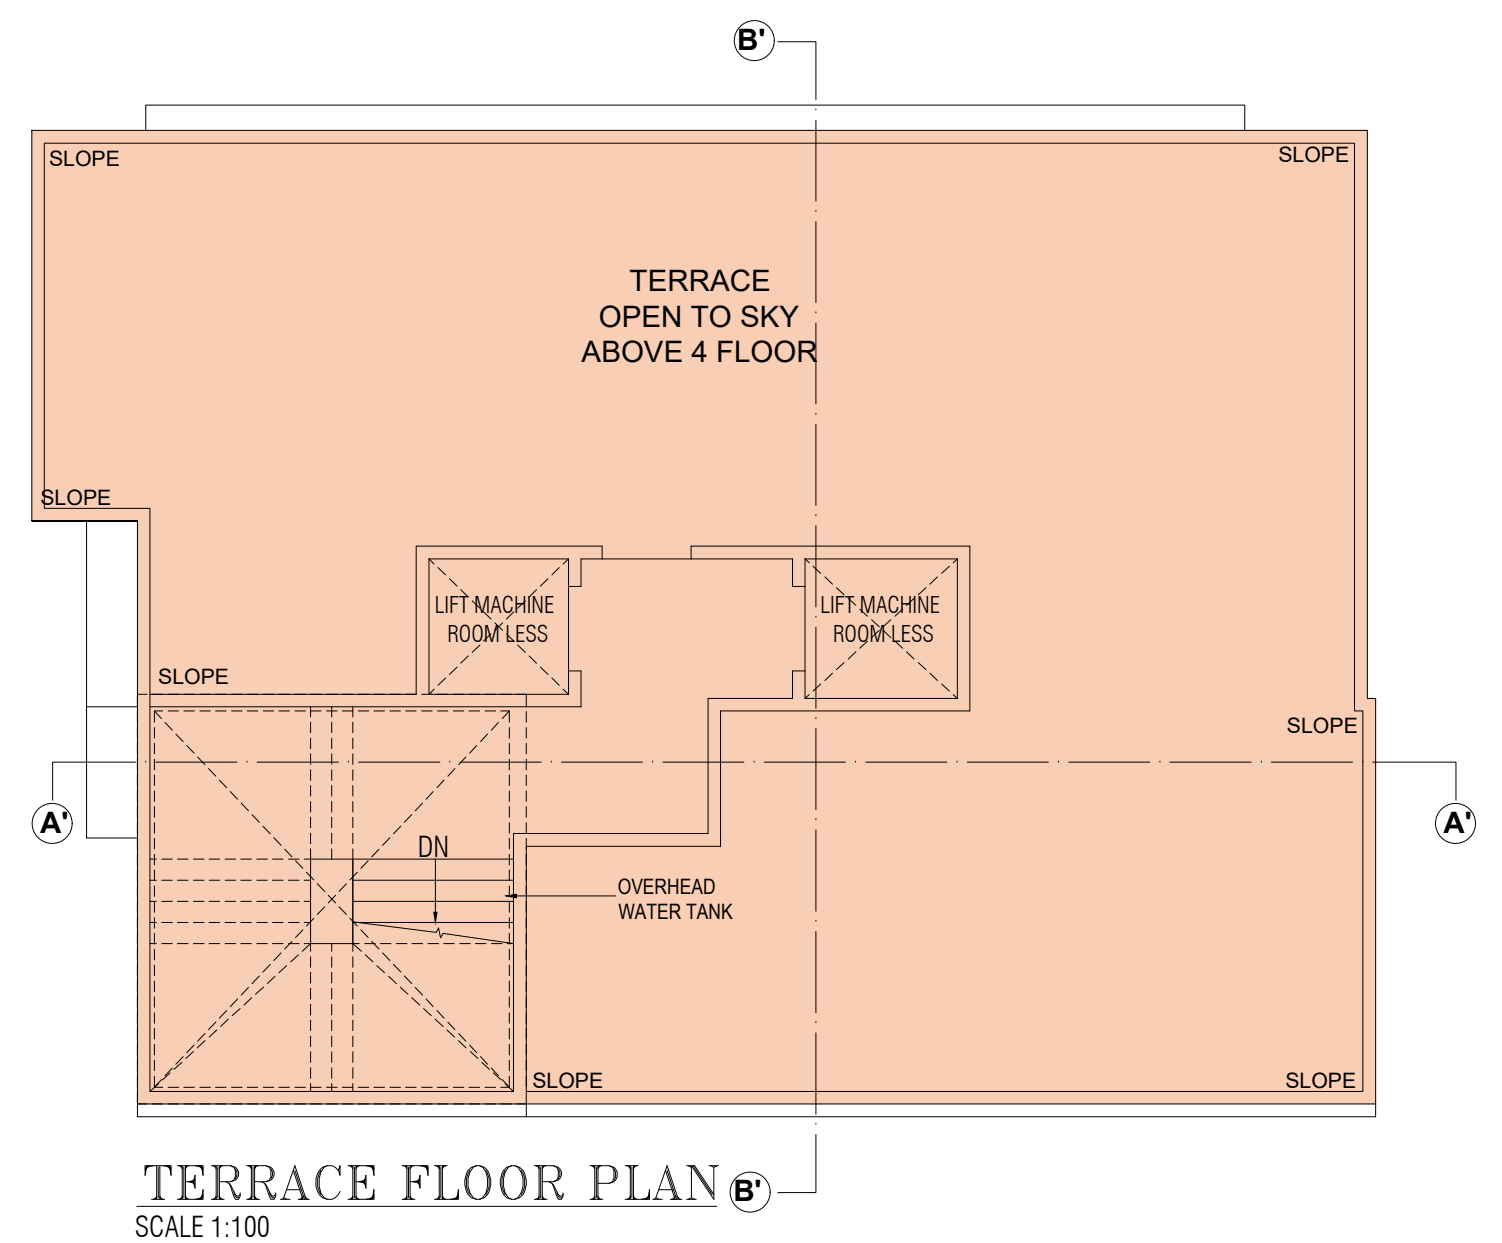 B'
SLOPE
SLOPE
TERRACE
OPEN TO SKY
ABOVE 4 FLOOR
SLOPE
LIFT MACHINE
ROOM LESS
LIFT MACHINE
ROOM LESS
SLOPE
SLOPE
A'
A'
DN
OVERHEAD
WATER TANK
SLOPE
SLOPE
TERRACE FLOOR PLAN
B'
SCALE 1:100